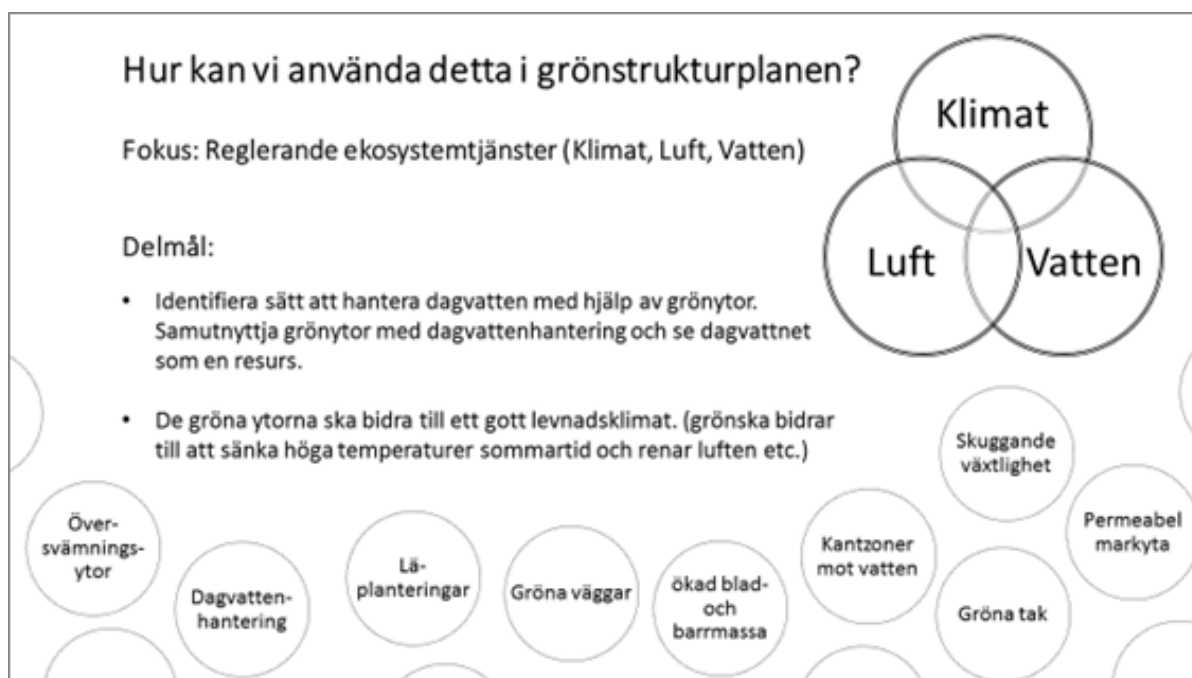 Hur kan vi använda detta i grönstrukturplanen?
Klimat
Fokus: Reglerande ekosystemtjänster (Klimat, Luft, Vatten)
Luft
Vatten
Delmål:
• Identifiera sätt att hantera dagvatten med hjälp av grönytor.
Samutnyttja grönytor med dagvattenhantering och se dagvattnet
som en resurs.
• De gröna ytorna ska bidra till ett gott levnadsklimat. (grönska bidrar
till att sänka höga temperaturer sommartid och renar luften etc.)
Över-
svämnings-
ytor
Dagvatten-
hantering
Lä-
planteringar
Gröna väggar
ökad blad-
och
barrmassa
Kantzoner
mot vatten
Skuggande
växtlighet
Gröna tak
Permeabel
markyta